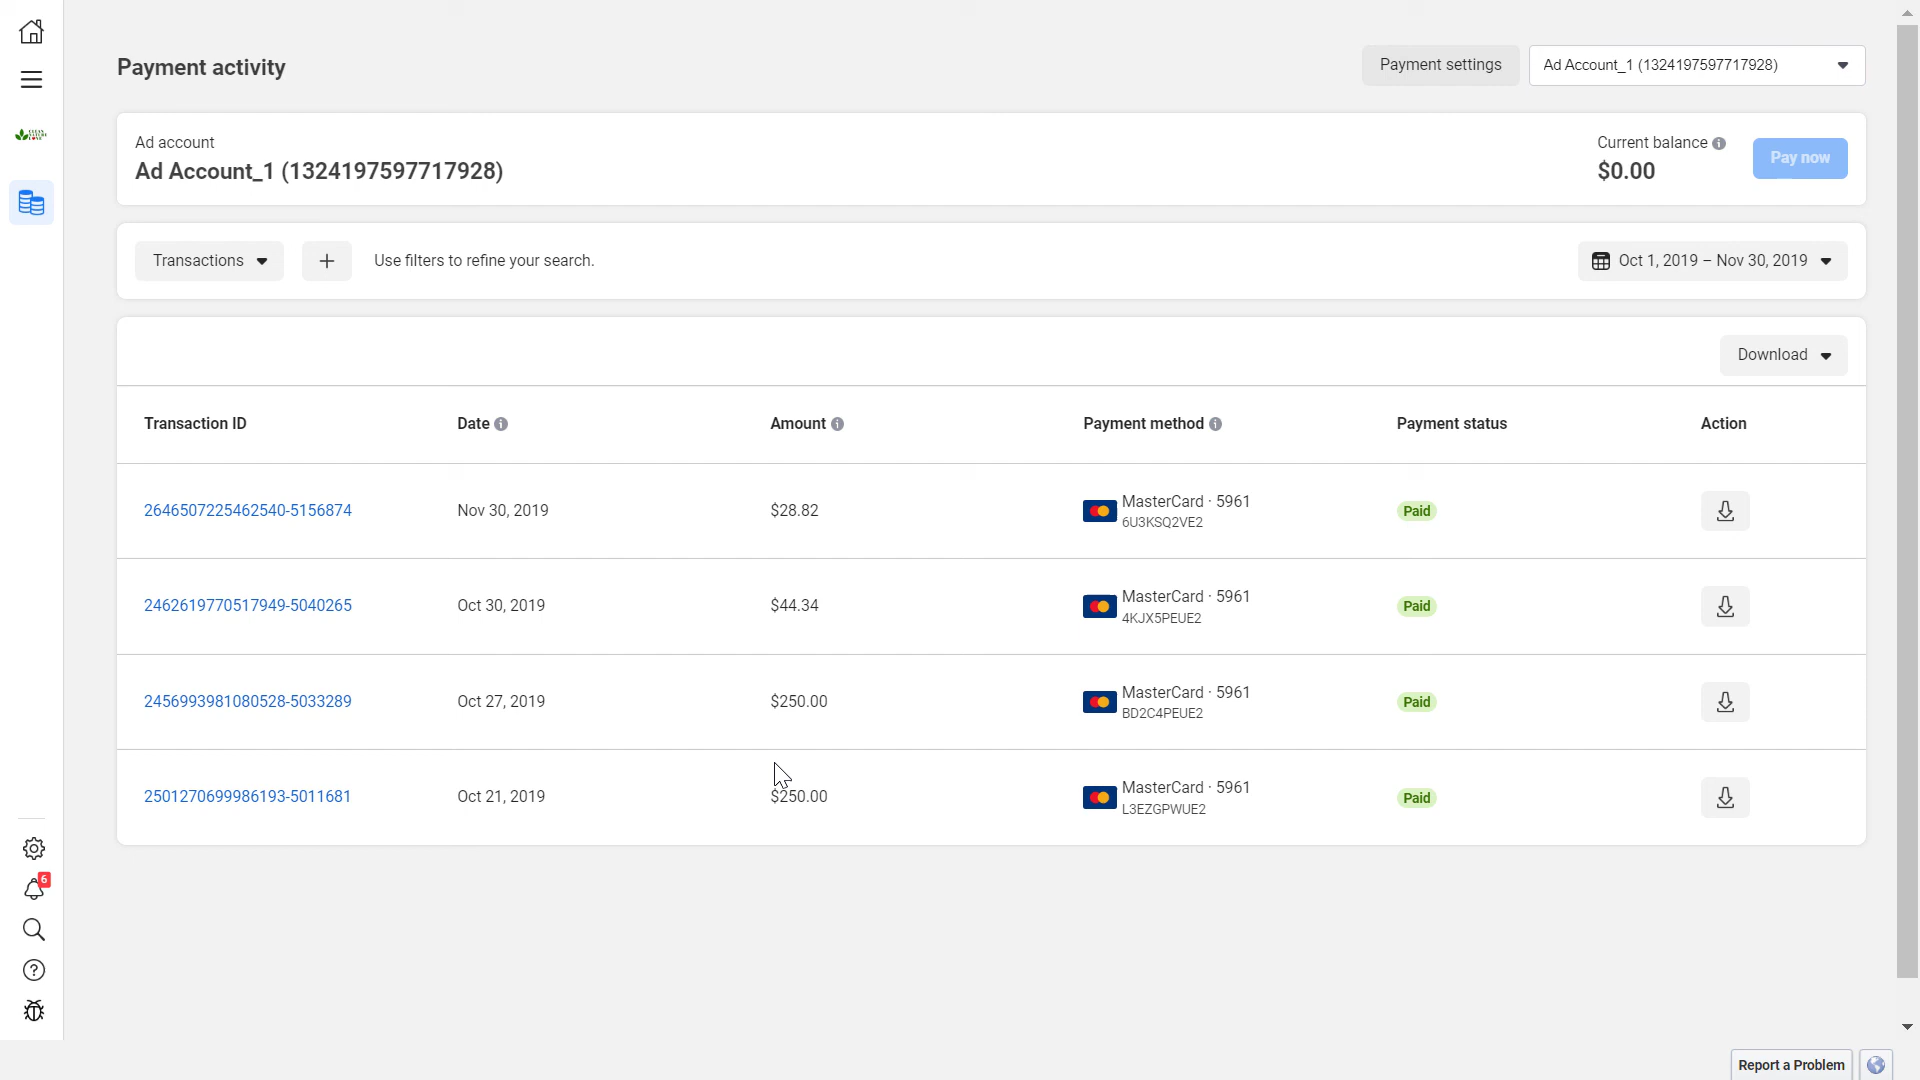 Payment activity
Payment settings
Ad Account_1 (1324197597717928)
Ad account
Ad Account_1 (1324197597717928)
Current balance
$0.00
Pay now
Transactions
Use filters to refine your search.
Oct 1, 2019 – Nov 30, 2019
Download
Transaction ID Date Amount Payment method Payment status Action
2646507225462540-5156874 Nov 30, 2019 $28.82 MasterCard · 5961 Paid
6U3KSQ2VE2
2462619770517949-5040265 Oct 30, 2019 $44.34 MasterCard · 5961 Paid
4KJX5PEUE2
2456993981080528-5033289 Oct 27, 2019 $250.00 MasterCard · 5961 Paid
BD2C4PEUE2
2501270699986193-5011681 Oct 21, 2019 $250.00 MasterCard · 5961 Paid
L3EZGPWUE2
6
Report a Problem